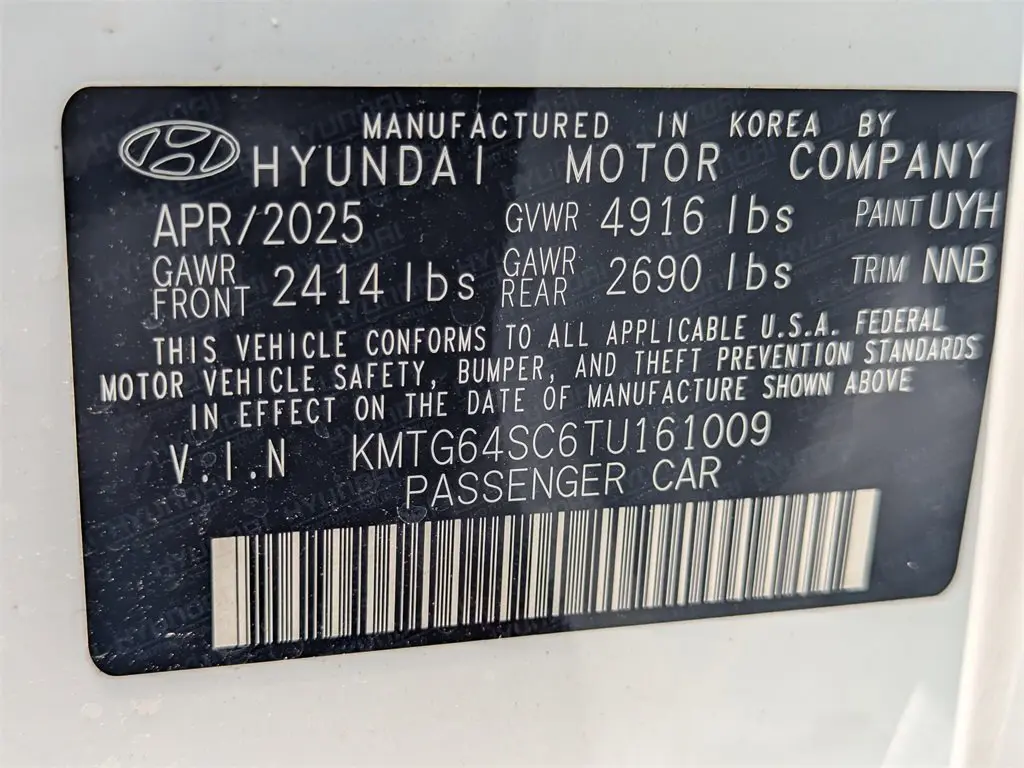 MANUFACTURED IN KOREA BY
HYUNDAI MOTOR COMPANY
APR/2025 GVWR 4916 lbs PAINT UYH
GAWR FRONT 2414 lbs GAWR REAR 2690 lbs TRIM NNB
THIS VEHICLE CONFORMS TO ALL APPLICABLE U.S.A. FEDERAL
MOTOR VEHICLE SAFETY, BUMPER, AND THEFT PREVENTION STANDARDS
IN EFFECT ON THE DATE OF MANUFACTURE SHOWN ABOVE
V.I.N KMTG64SC6TU161009
PASSENGER CAR